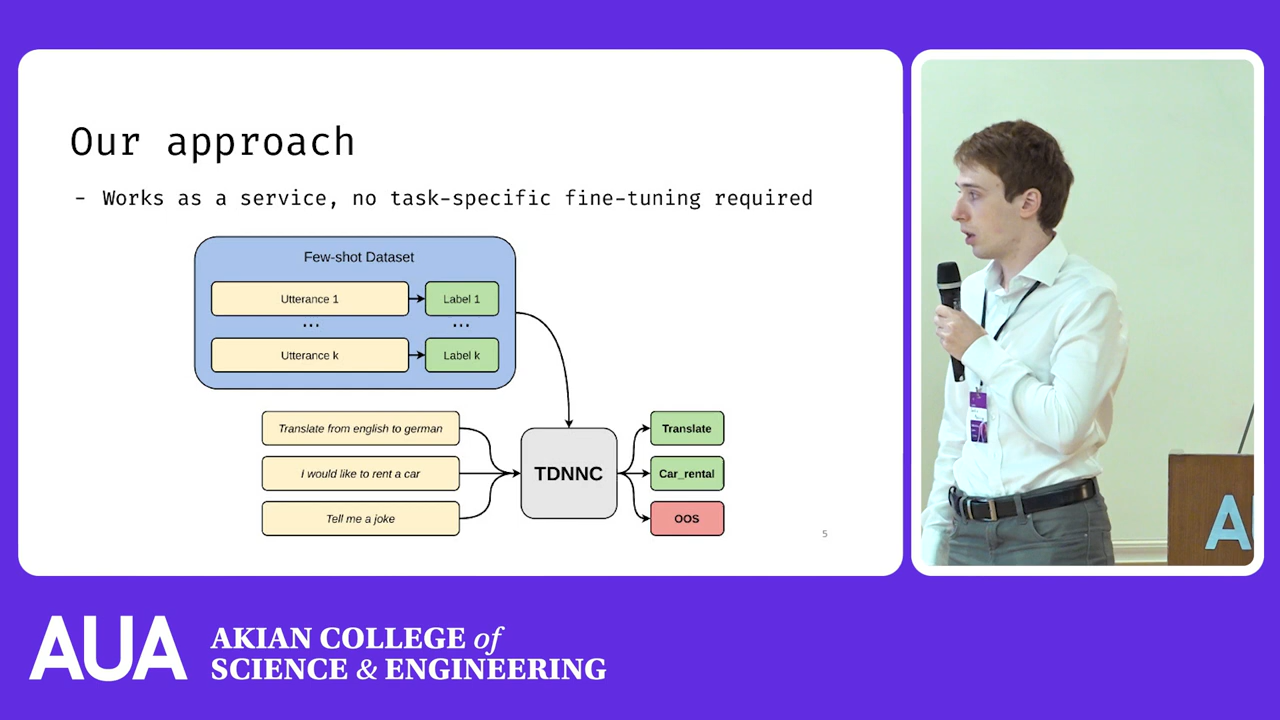 Our approach
- Works as a service, no task-specific fine-tuning required
Few-shot Dataset
Utterance 1
Label 1
...
...
Utterance k
Label k
Translate from english to german
I would like to rent a car
Tell me a joke
TDNNC
Translate
Car_rental
OOS
5
AUA
AKIAN COLLEGE of
SCIENCE & ENGINEERING